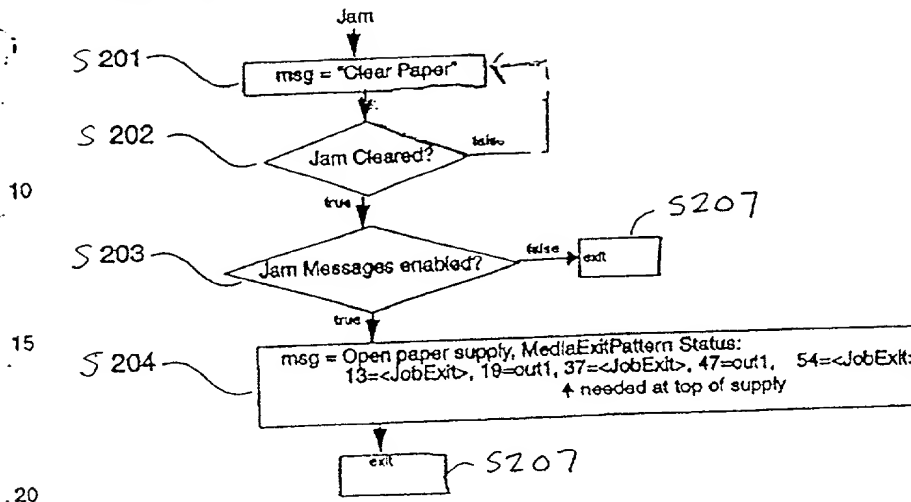 Jam
S 201
msg = "Clear Paper"
S 202
Jam Cleared?
false
10
true
S207
S 203
Jam Messages enabled?
false
exit
true
15
S 204
msg = Open paper supply, MediaExitPattern Status:
13=<JobExit>, 19=out1, 37=<JobExit>, 47=out1, 54=<JobExit>
↑ needed at top of supply
exit
S207
20